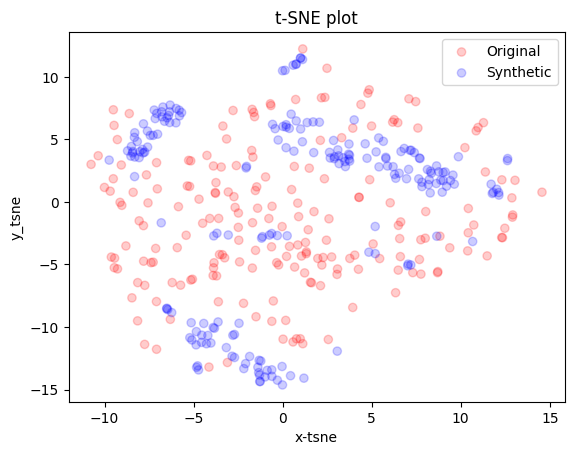 t-SNE plot
Original
Synthetic
10
5
0
−5
−10
−15
y_tsne
−10 −5 0 5 10 15
x-tsne